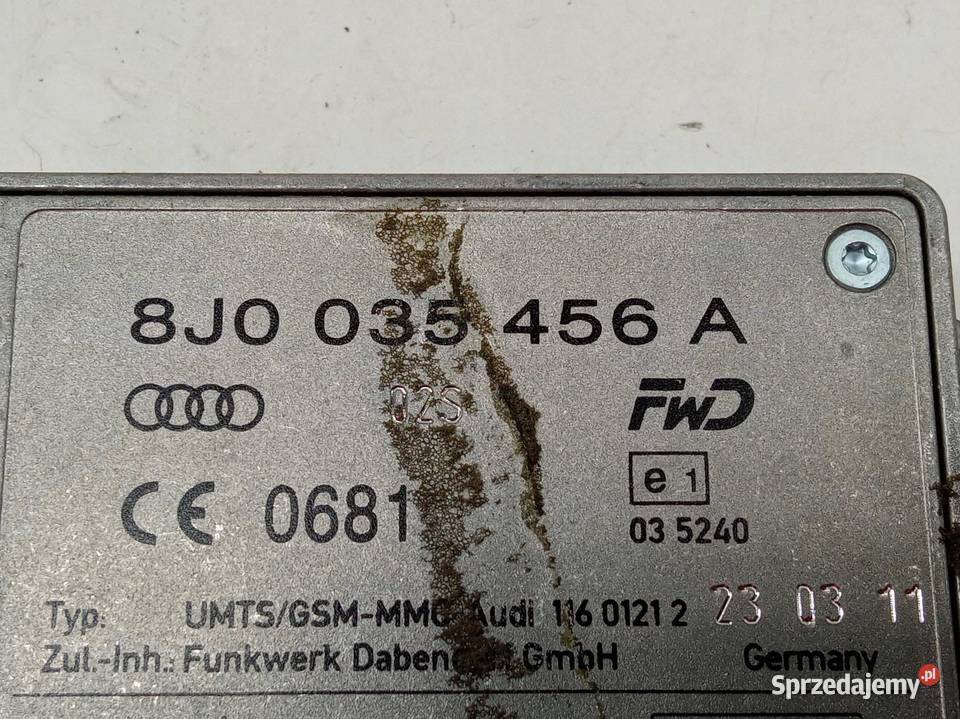 8J0 035 456 A
02S FWD
CE 0681 e 1
03 5240
Typ: UMTS/GSM-MMC Audi 116 0121 2 23 03 11
Zul.-Inh.: Funkwerk GmbH Germany
Sprzedajemy.pl